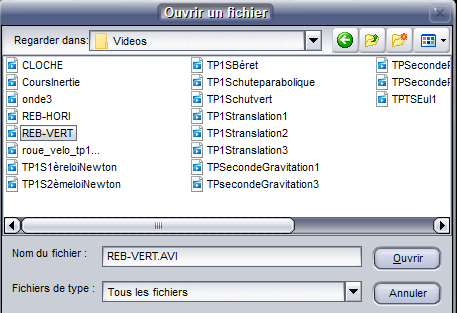 Ouvrir un fichier
Regarder dans: Videos
CLOCHE
CoursInertie
onde3
REB-HORI
REB-VERT
roue_velo_tp1...
TP1S1èreloiNewton
TP1S2èmeloiNewton
TP1SBéret
TP1Schuteparabolique
TP1Schutvert
TP1Stranslation1
TP1Stranslation2
TP1Stranslation3
TPSecondeGravitation1
TPsecondeGravitation3
TPSecondeF
TPsecondeF
TPTSEul1
Nom du fichier : REB-VERT.AVI
Ouvrir
Fichiers de type : Tous les fichiers
Annuler